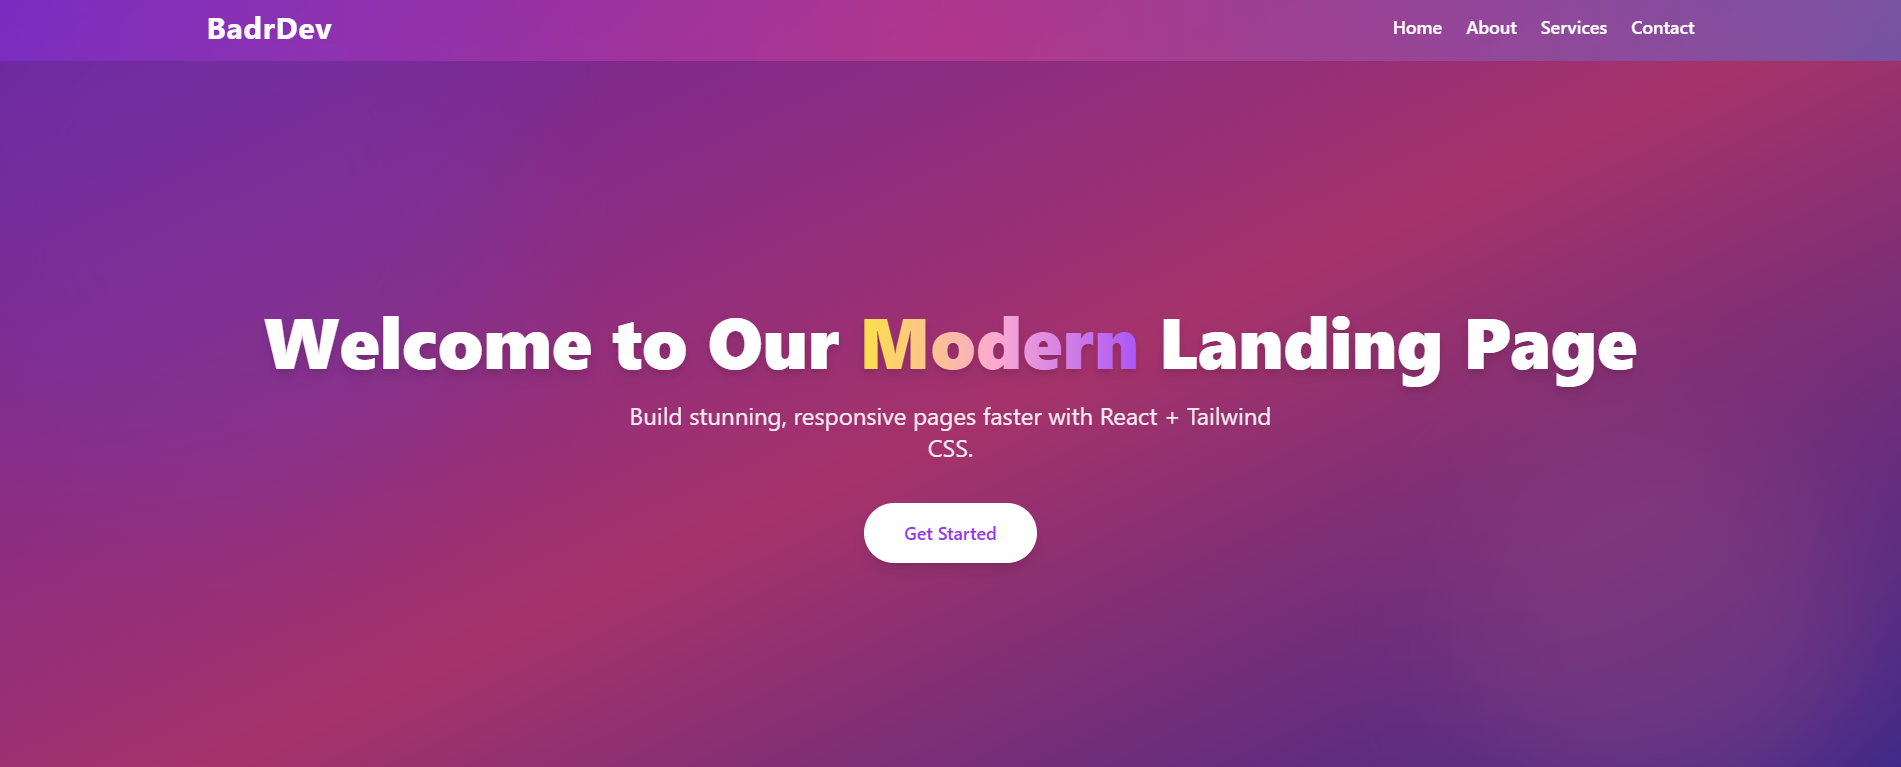 BadrDev
Home About Services Contact
Welcome to Our Modern Landing Page
Build stunning, responsive pages faster with React + Tailwind
CSS.
Get Started